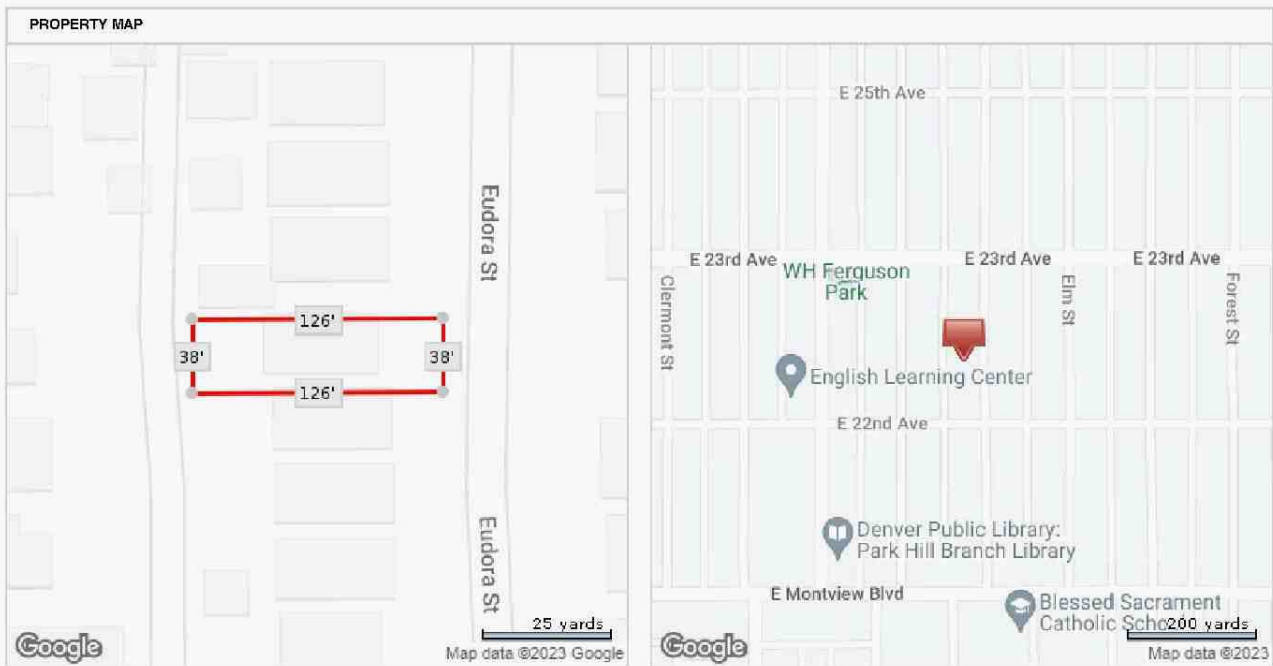 PROPERTY MAP
Eudora St
126'
38'
38'
126'
Eudora St
25 yards
Google
Map data ©2023 Google
E 25th Ave
E 23rd Ave
E 23rd Ave
E 23rd Ave
WH Ferguson
Park
Clermont St
Elm St
Forest St
English Learning Center
E 22nd Ave
Denver Public Library:
Park Hill Branch Library
E Montview Blvd
Blessed Sacrament
Catholic Scho
200 yards
Google
Map data ©2023